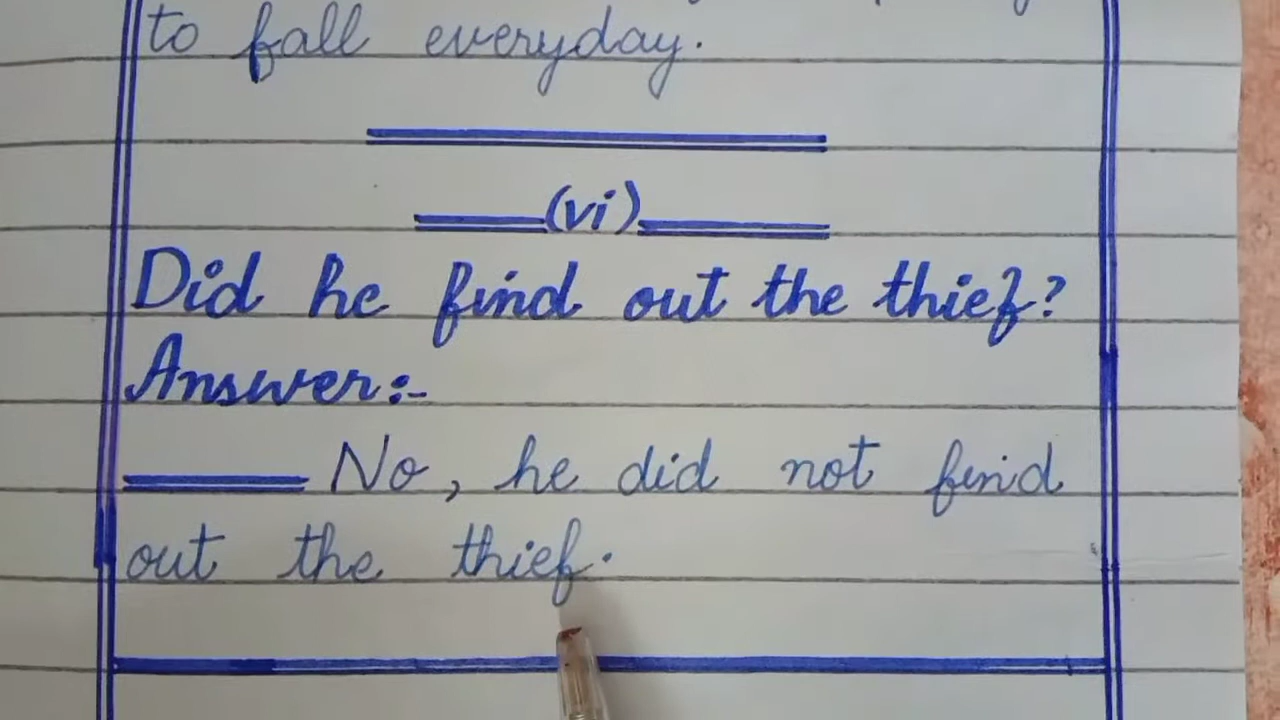 to fall everyday.
(vi)
Did he find out the thief?
Answer:-
No, he did not find
out the thief.